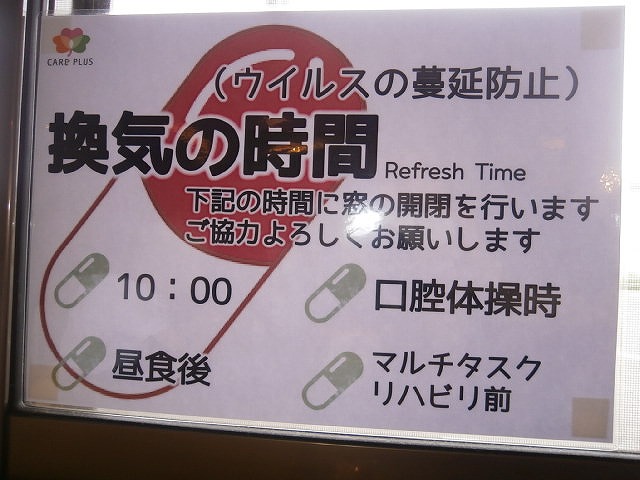 CARE PLUS
(ウイルスの蔓延防止)
換気の時間 Refresh Time
下記の時間に窓の開閉を行います
ご協力よろしくお願いします
10:00
口腔体操時
昼食後
マルチタスク
リハビリ前